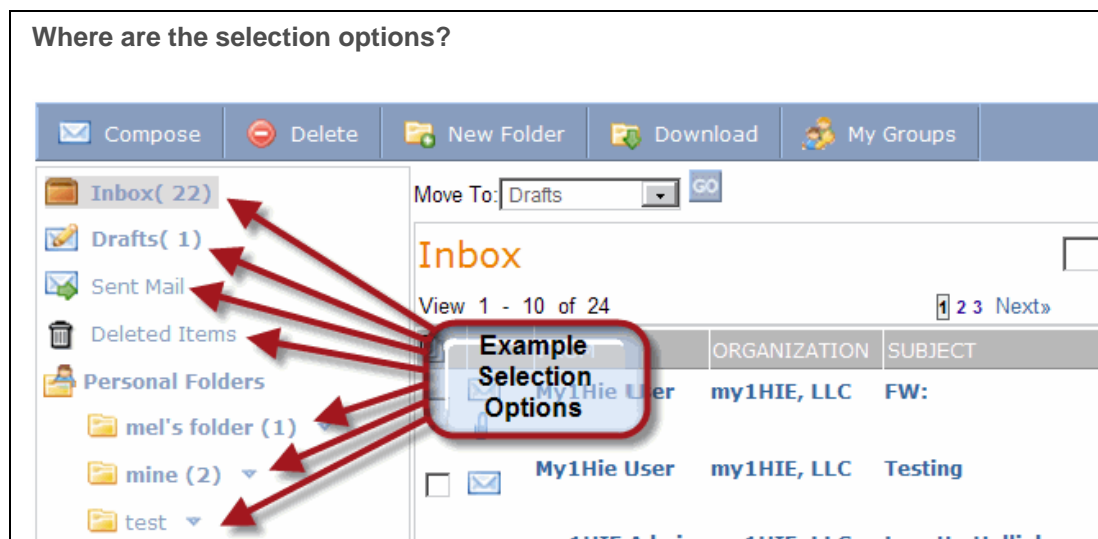 Where are the selection options?
Compose Delete New Folder Download My Groups
Inbox( 22)
Move To: Drafts GO
Drafts( 1)
Inbox
Sent Mail
View 1 - 10 of 24 1 2 3 Next»
Deleted Items
Example
Selection
Options
ORGANIZATION SUBJECT
Personal Folders
My1Hie User my1HIE, LLC FW:
mel's folder (1)
mine (2)
My1Hie User my1HIE, LLC Testing
test